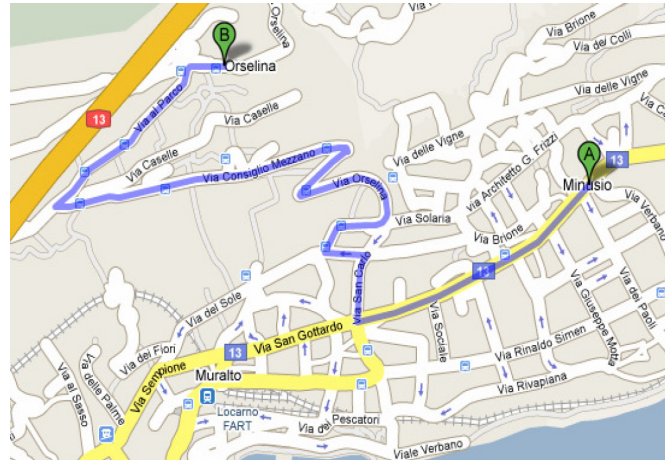 B
Orselina
Orselina
Via Brione
Via dei Colli
13
Via al Parco
Via Caselle
Via delle Vigne
Via delle Vigne
Via Caselle
Via Consiglio Mezzano
Via Orselina
Via Architetto G. Frizzi
A
13
Minusio
Via Solaria
Via Brione
Via Verbano
Via San Carlo
13
Via del Sole
Via San Gottardo
Via Sociale
Via Giuseppe Motta
Via dei Paoli
Via dei Fiori
13
Via Rinaldo Simen
Via Sempione
Muralto
Via Rivapiana
Via delle Palme
Via al Sasso
Locarno
FART
Via dei Pescatori
Viale Verbano